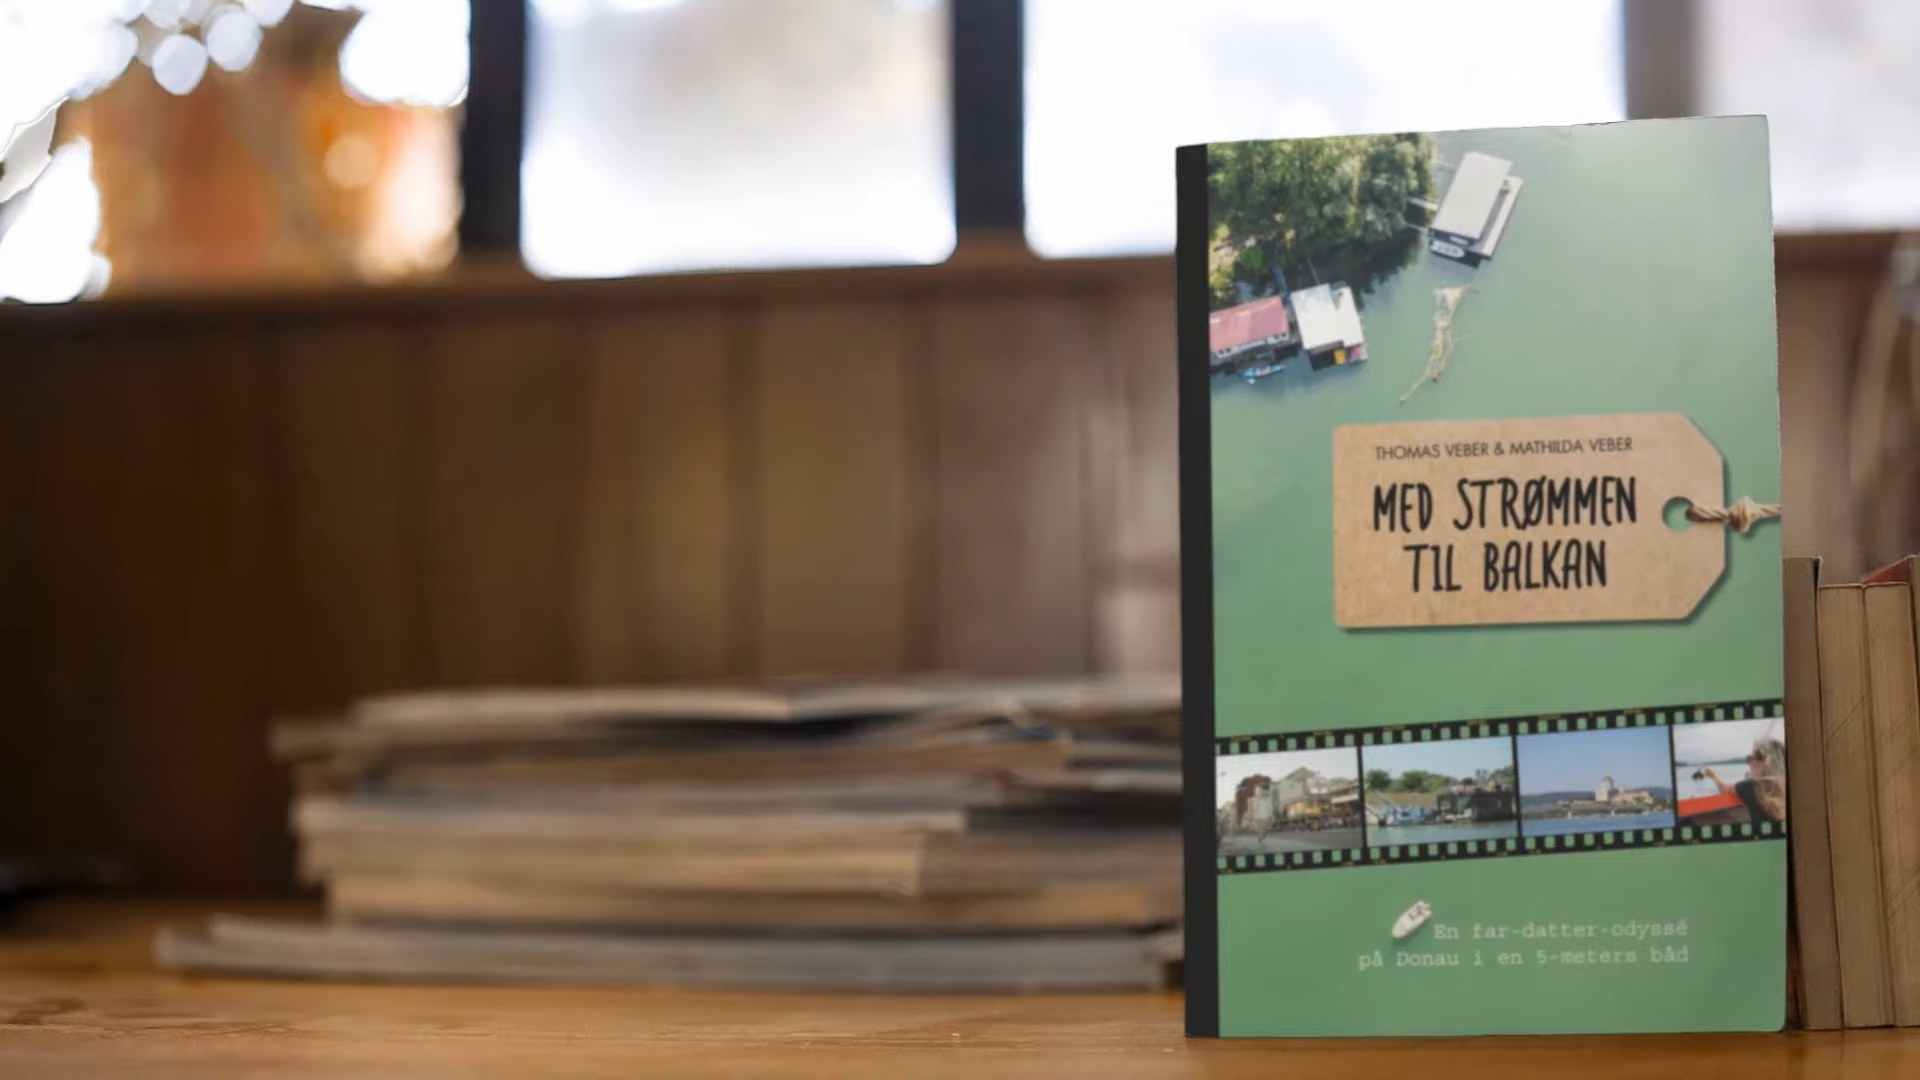 THOMAS VEBER & MATHILDA VEBER
MED STRØMMEN
TIL BALKAN
En far-datter-odyssé
på Donau i en 5-meters båd